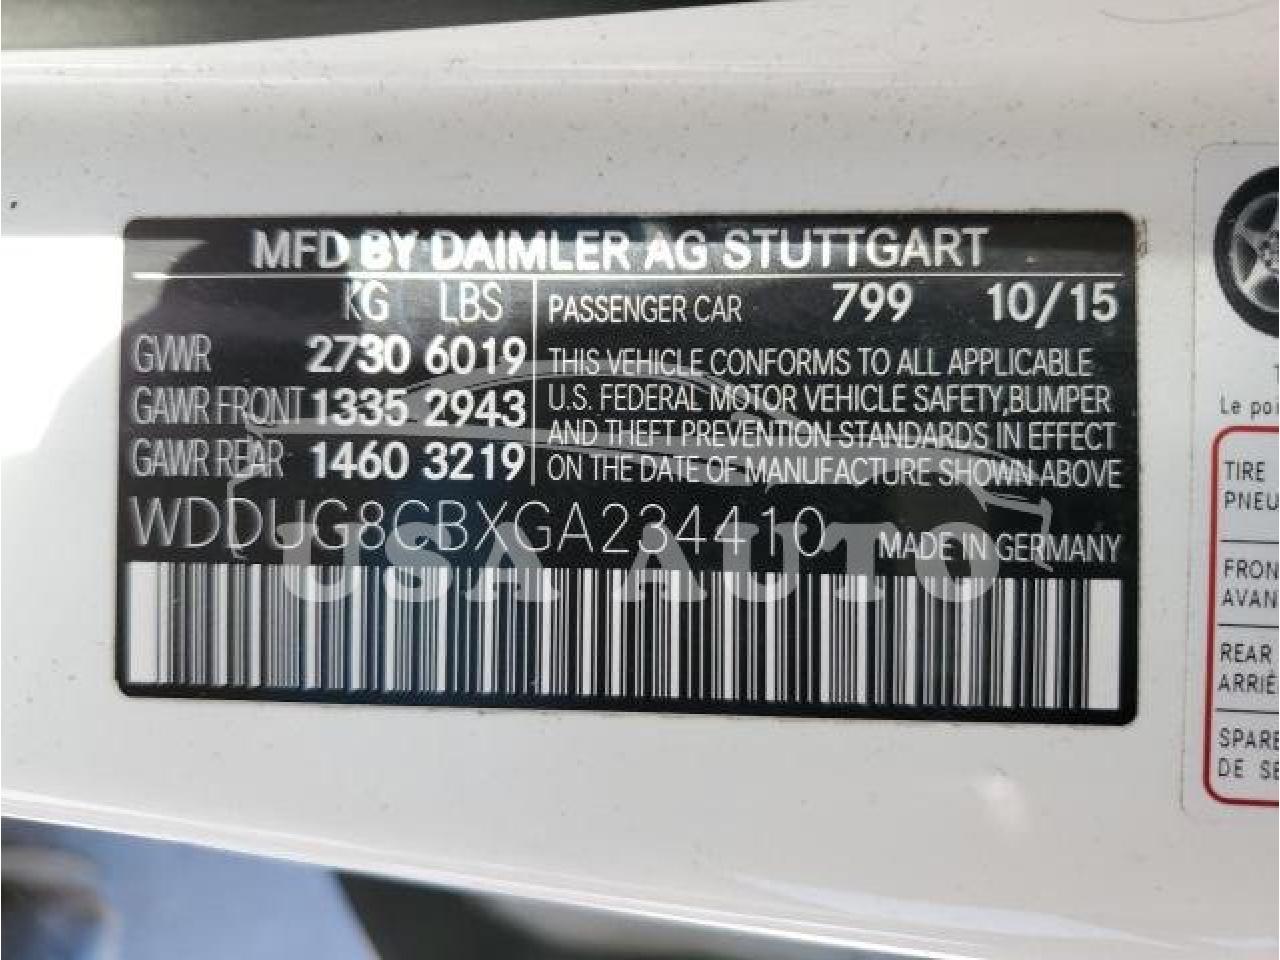 MFD BY DAIMLER AG STUTTGART
KG LBS
GVWR 2730 6019
GAWR FRONT 1335 2943
GAWR REAR 1460 3219
PASSENGER CAR 799 10/15
THIS VEHICLE CONFORMS TO ALL APPLICABLE
U.S. FEDERAL MOTOR VEHICLE SAFETY,BUMPER
AND THEFT PREVENTION STANDARDS IN EFFECT
ON THE DATE OF MANUFACTURE SHOWN ABOVE
WDDUG8CBXGA234410 MADE IN GERMANY
USA AUTO
Le
TIRE
FRON
AVAN
REAR
SPARE
DE